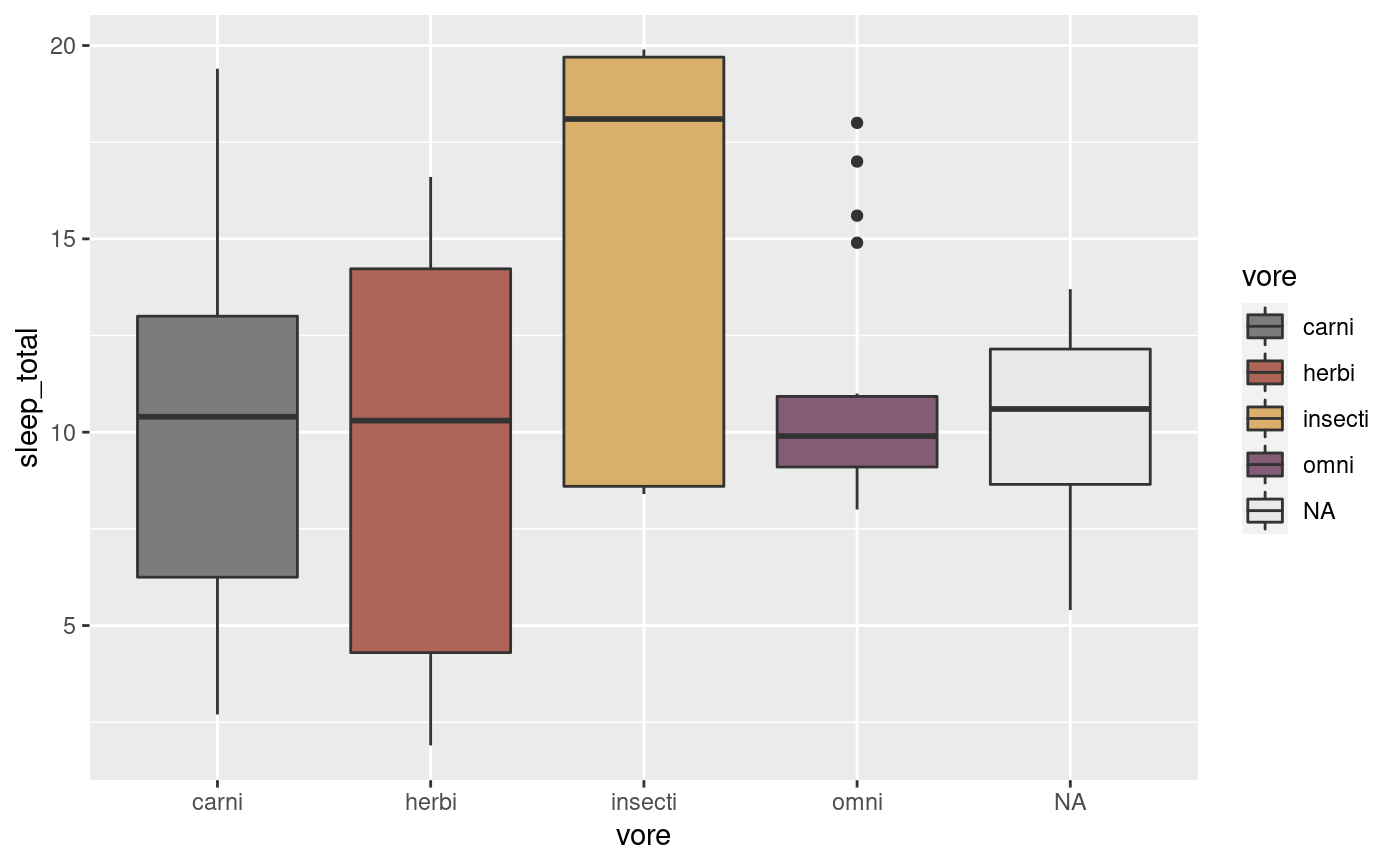 20
15
10
5
sleep_total
carni
herbi
insecti
omni
NA
vore
vore
carni
herbi
insecti
omni
NA